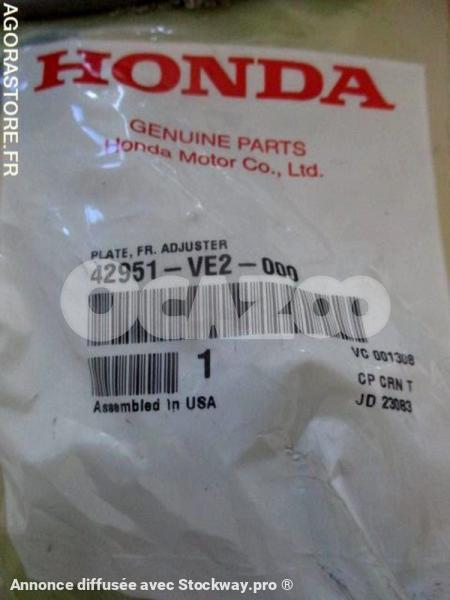 HONDA
GENUINE PARTS
Honda Motor Co., Ltd.
PLATE, FR. ADJUSTER
42951-VE2-000
OCAZOO
1
VC 001308
CP CRN T
Assembled in USA
JD 23083
AGORASTORE.FR
Annonce diffusée avec Stockway.pro ®